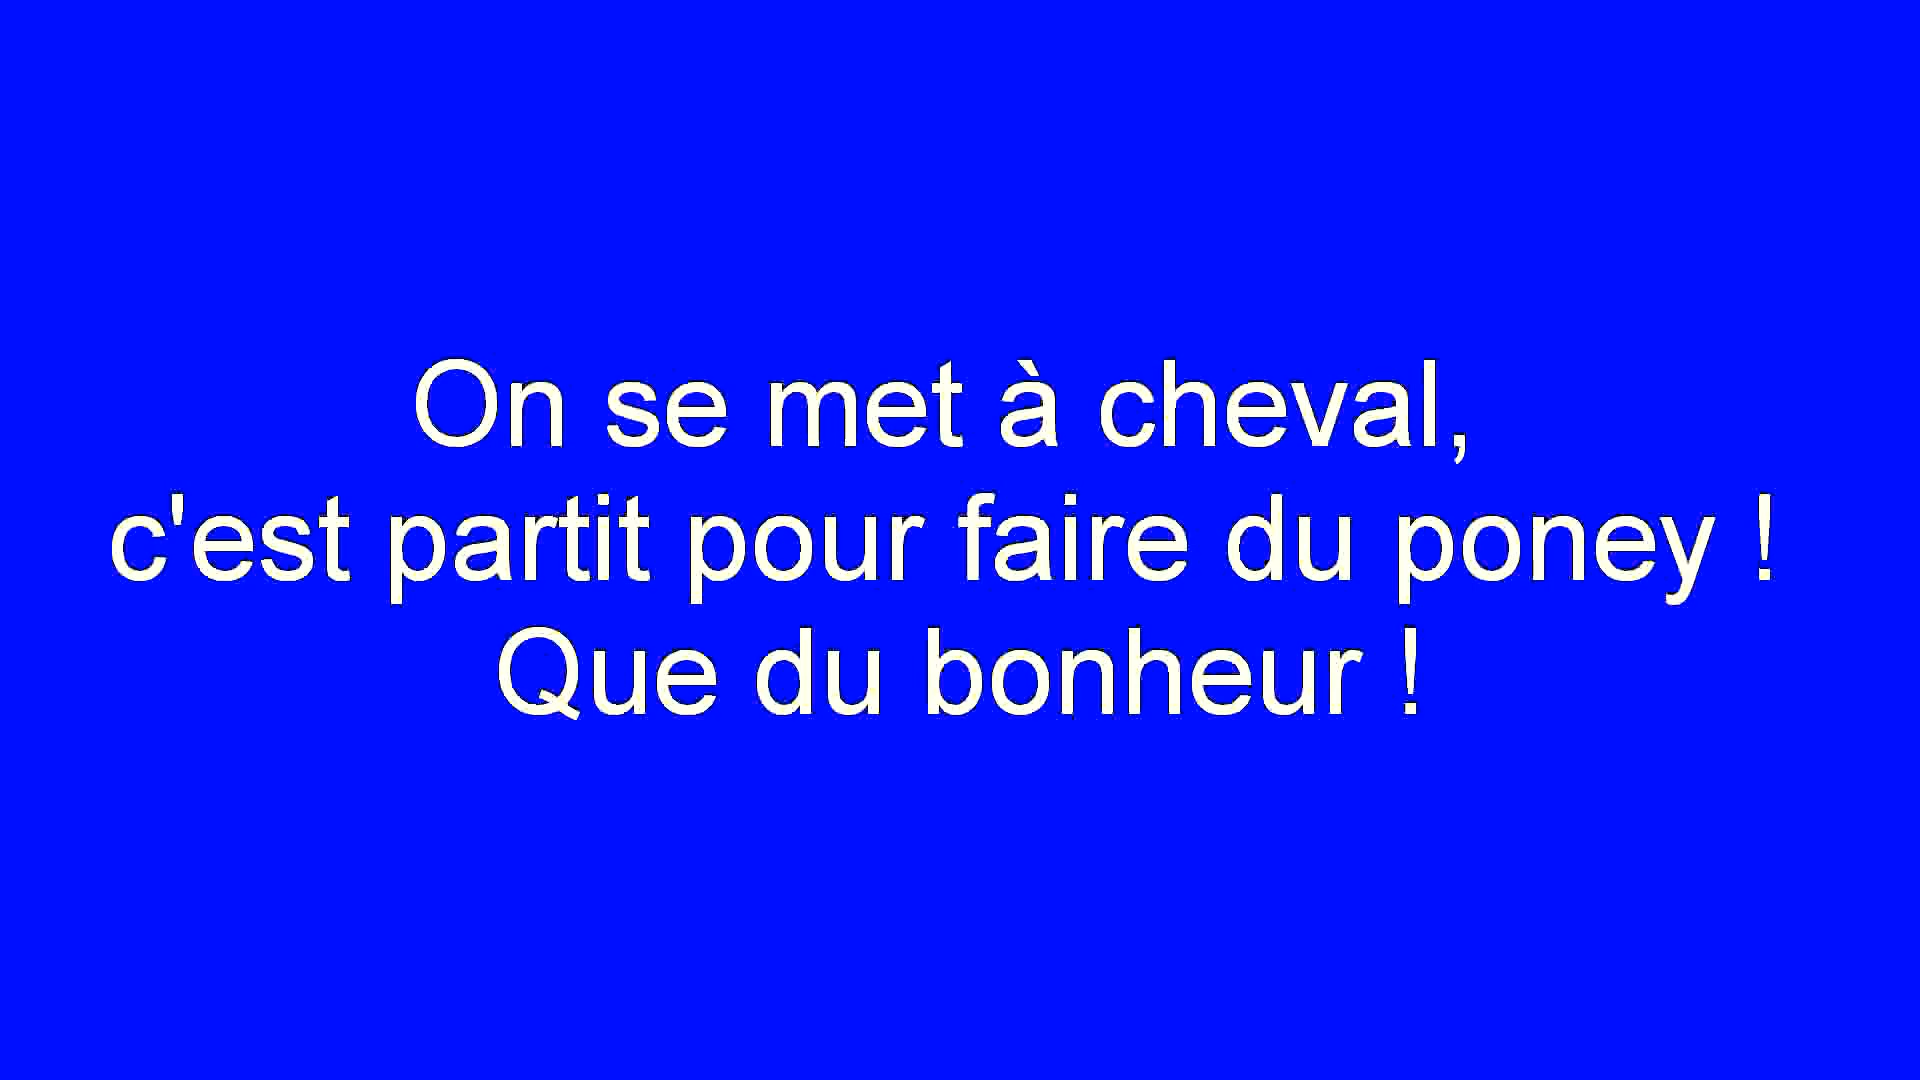 On se met à cheval,
c'est partit pour faire du poney !
Que du bonheur !